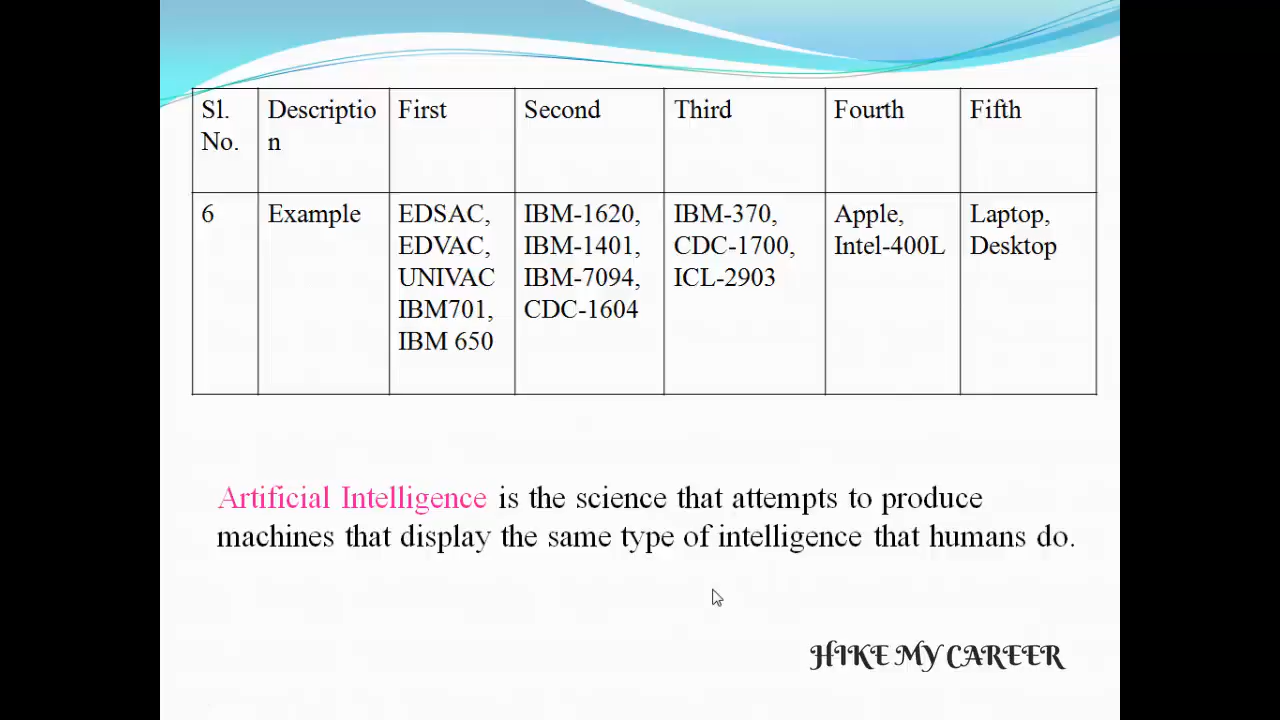 Sl. No. Description First Second Third Fourth Fifth
6 Example EDSAC, EDVAC, UNIVAC IBM701, IBM 650 IBM-1620, IBM-1401, IBM-7094, CDC-1604 IBM-370, CDC-1700, ICL-2903 Apple, Intel-400L Laptop, Desktop
Artificial Intelligence is the science that attempts to produce
machines that display the same type of intelligence that humans do.
HIKE MY CAREER